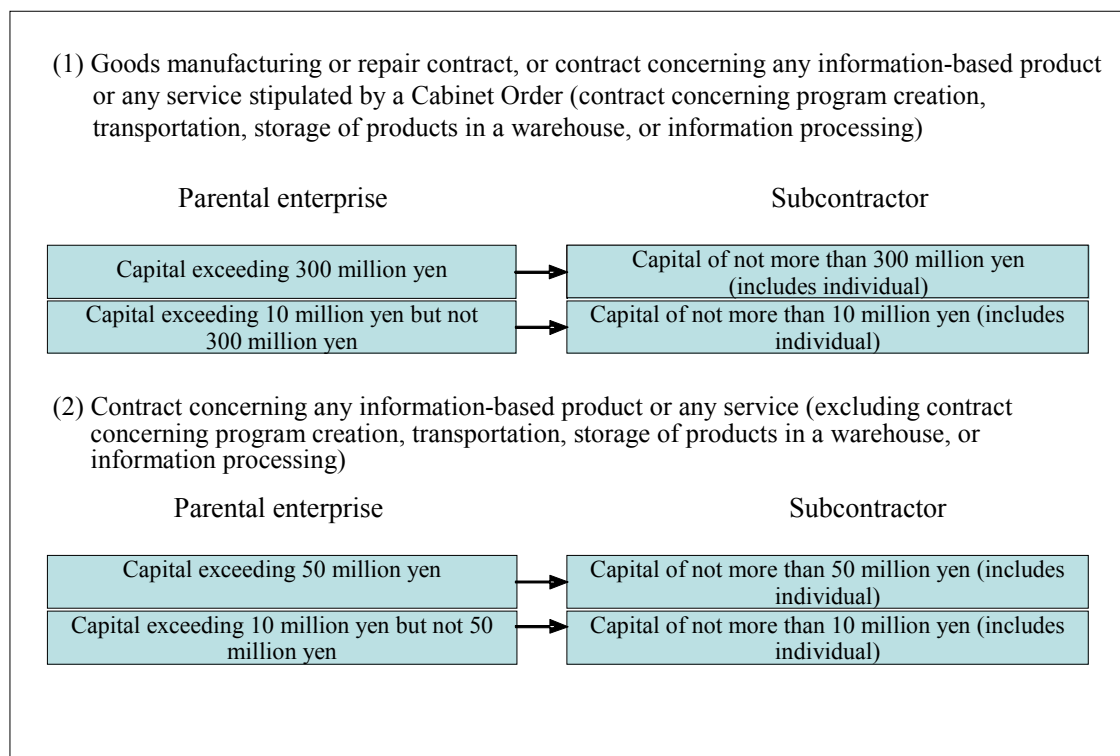 (1) Goods manufacturing or repair contract, or contract concerning any information-based product
or any service stipulated by a Cabinet Order (contract concerning program creation,
transportation, storage of products in a warehouse, or information processing)
Parental enterprise
Subcontractor
Capital exceeding 300 million yen
Capital of not more than 300 million yen
(includes individual)
Capital exceeding 10 million yen but not
300 million yen
Capital of not more than 10 million yen (includes
individual)
(2) Contract concerning any information-based product or any service (excluding contract
concerning program creation, transportation, storage of products in a warehouse, or
information processing)
Parental enterprise
Subcontractor
Capital exceeding 50 million yen
Capital of not more than 50 million yen (includes
individual)
Capital exceeding 10 million yen but not 50
million yen
Capital of not more than 10 million yen (includes
individual)